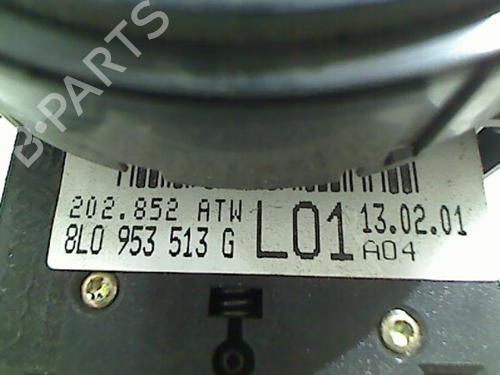 B-PARTS
202.852 ATW
8L0 953 513 G
L01
13.02.01
A04